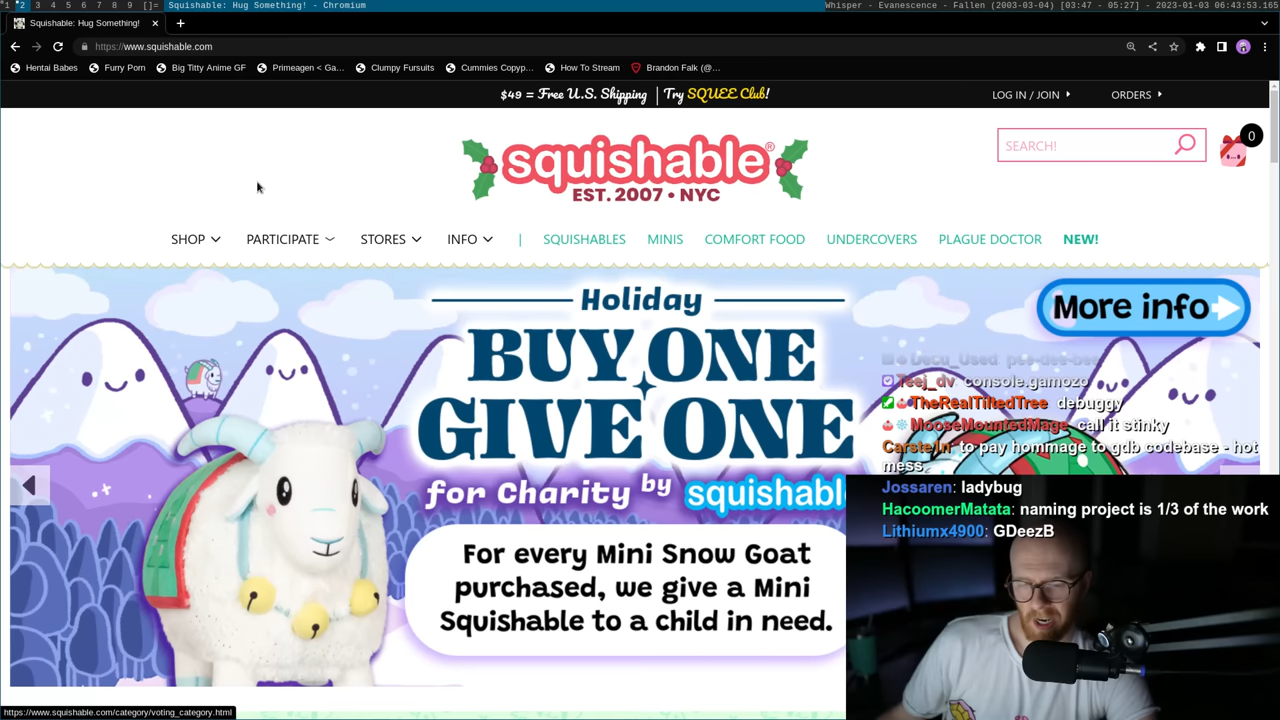 1 2 3 4 5 6 7 8 9 []= Squishable: Hug Something! - Chromium Whisper - Evanescence - Fallen (2003-03-04) [03:47 - 05:27] - 2023-01-03 06:43:53.165
Squishable: Hug Something!
https://www.squishable.com
Hentai Babes Furry Porn Big Titty Anime GF Primeagen < Ga… Clumpy Fursuits Cummies Copyp… How To Stream Brandon Falk (@…
$49 = Free U.S. Shipping | Try SQUEE Club! LOG IN / JOIN ORDERS
SEARCH!
0
squishable®
EST. 2007 • NYC
SHOP PARTICIPATE STORES INFO | SQUISHABLES MINIS COMFORT FOOD UNDERCOVERS PLAGUE DOCTOR NEW!
Holiday
More info
BUY ONE
GIVE ONE
for Charity by squishabl
For every Mini Snow Goat
purchased, we give a Mini
Squishable to a child in need.
Decu_Used
Teej_dv console.gamozo
TheRealTiltedTree debuggy
MooseMountedMage call it stinky
CarsteIn to pay hommage to gdb codebase - hot
mess
Jossaren: ladybug
HacoomerMatata: naming project is 1/3 of the work
Lithiumx4900: GDeezB
https://www.squishable.com/category/voting_category.html